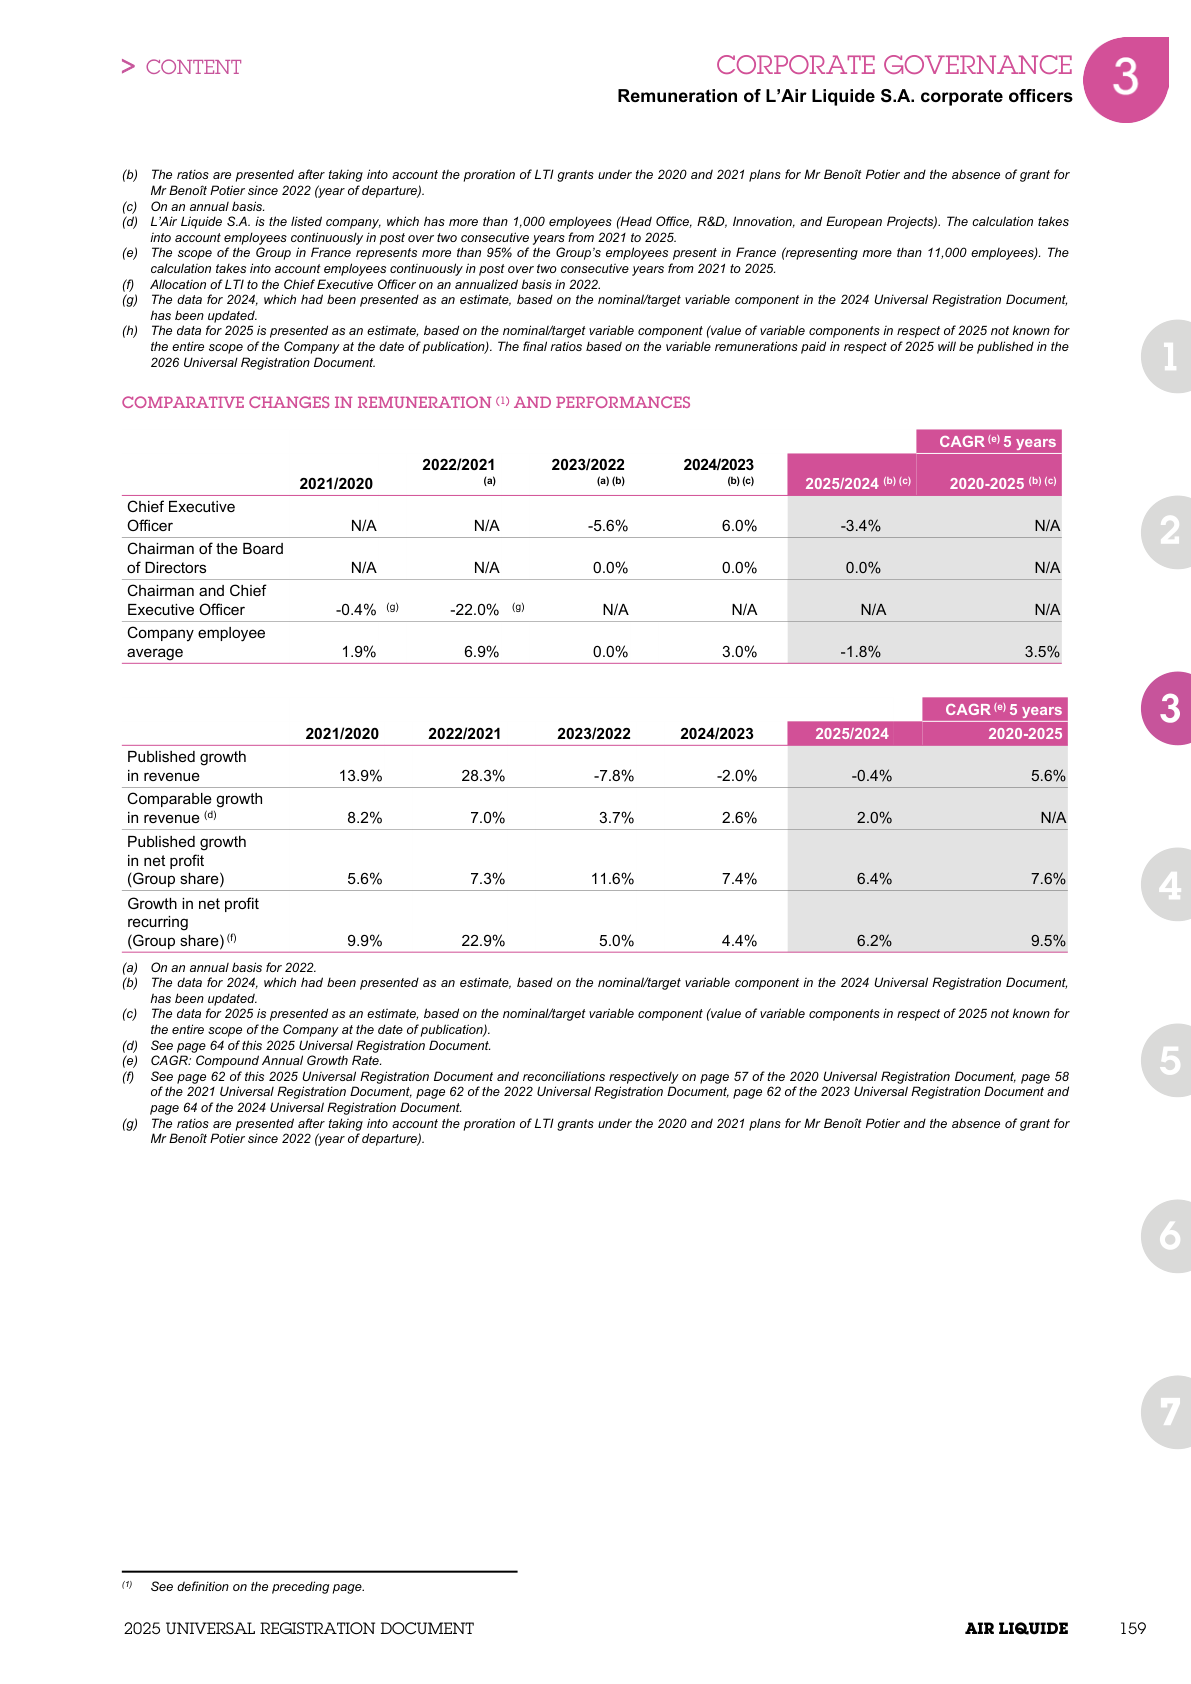 > CONTENT
CORPORATE GOVERNANCE
Remuneration of L'Air Liquide S.A. corporate officers
3
(b) The ratios are presented after taking into account the proration of LTI grants under the 2020 and 2021 plans for Mr Benoît Potier and the absence of grant for
Mr Benoît Potier since 2022 (year of departure).
(c) On an annual basis.
(d) L'Air Liquide S.A. is the listed company, which has more than 1,000 employees (Head Office, R&D, Innovation, and European Projects). The calculation takes
into account employees continuously in post over two consecutive years from 2021 to 2025.
(e) The scope of the Group in France represents more than 95% of the Group's employees present in France (representing more than 11,000 employees). The
calculation takes into account employees continuously in post over two consecutive years from 2021 to 2025.
(f) Allocation of LTI to the Chief Executive Officer on an annualized basis in 2022.
(g) The data for 2024, which had been presented as an estimate, based on the nominal/target variable component in the 2024 Universal Registration Document,
has been updated.
(h) The data for 2025 is presented as an estimate, based on the nominal/target variable component (value of variable components in respect of 2025 not known for
the entire scope of the Company at the date of publication). The final ratios based on the variable remunerations paid in respect of 2025 will be published in the
2026 Universal Registration Document.
COMPARATIVE CHANGES IN REMUNERATION (1) AND PERFORMANCES
CAGR (e) 5 years
2021/2020 2022/2021 (a) 2023/2022 (a) (b) 2024/2023 (b) (c) 2025/2024 (b) (c) 2020-2025 (b) (c)
Chief Executive
Officer N/A N/A -5.6% 6.0% -3.4% N/A
Chairman of the Board
of Directors N/A N/A 0.0% 0.0% 0.0% N/A
Chairman and Chief
Executive Officer -0.4% (g) -22.0% (g) N/A N/A N/A N/A
Company employee
average 1.9% 6.9% 0.0% 3.0% -1.8% 3.5%
CAGR (e) 5 years
2021/2020 2022/2021 2023/2022 2024/2023 2025/2024 2020-2025
Published growth
in revenue 13.9% 28.3% -7.8% -2.0% -0.4% 5.6%
Comparable growth
in revenue (d) 8.2% 7.0% 3.7% 2.6% 2.0% N/A
Published growth
in net profit
(Group share) 5.6% 7.3% 11.6% 7.4% 6.4% 7.6%
Growth in net profit
recurring
(Group share) (f) 9.9% 22.9% 5.0% 4.4% 6.2% 9.5%
(a) On an annual basis for 2022.
(b) The data for 2024, which had been presented as an estimate, based on the nominal/target variable component in the 2024 Universal Registration Document,
has been updated.
(c) The data for 2025 is presented as an estimate, based on the nominal/target variable component (value of variable components in respect of 2025 not known for
the entire scope of the Company at the date of publication).
(d) See page 64 of this 2025 Universal Registration Document.
(e) CAGR: Compound Annual Growth Rate.
(f) See page 62 of this 2025 Universal Registration Document and reconciliations respectively on page 57 of the 2020 Universal Registration Document, page 58
of the 2021 Universal Registration Document, page 62 of the 2022 Universal Registration Document, page 62 of the 2023 Universal Registration Document and
page 64 of the 2024 Universal Registration Document.
(g) The ratios are presented after taking into account the proration of LTI grants under the 2020 and 2021 plans for Mr Benoît Potier and the absence of grant for
Mr Benoît Potier since 2022 (year of departure).
1
2
3
4
5
6
7
(1) See definition on the preceding page.
2025 UNIVERSAL REGISTRATION DOCUMENT
AIR LIQUIDE 159